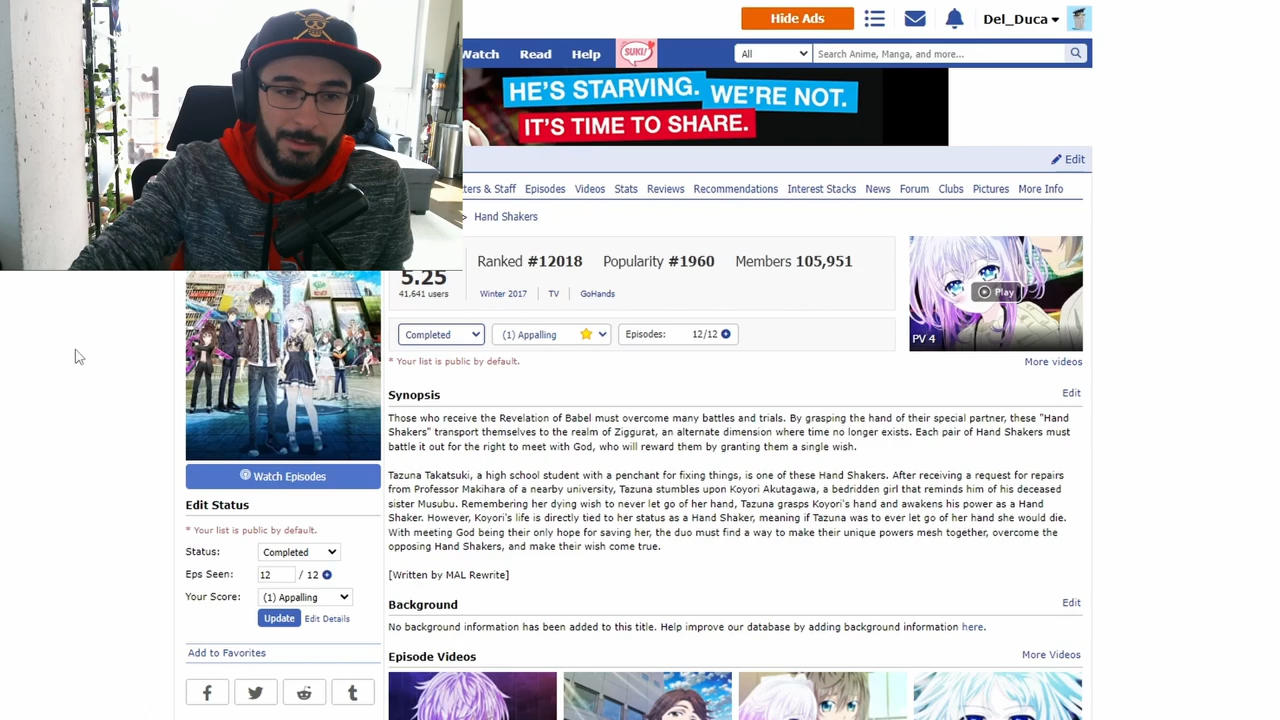 Hide Ads
Del_Duca
Watch Read Help SUKI!
All Search Anime, Manga, and more...
HE'S STARVING. WE'RE NOT.
IT'S TIME TO SHARE.
Edit
& Staff Episodes Videos Stats Reviews Recommendations Interest Stacks News Forum Clubs Pictures More Info
> Hand Shakers
5.25
41,641 users
Ranked #12018 Popularity #1960 Members 105,951
Winter 2017 TV GoHands
Play
PV 4
Completed (1) Appalling Episodes: 12/12
* Your list is public by default.
More videos
Synopsis Edit
Those who receive the Revelation of Babel must overcome many battles and trials. By grasping the hand of their special partner, these "Hand
Shakers" transport themselves to the realm of Ziggurat, an alternate dimension where time no longer exists. Each pair of Hand Shakers must
battle it out for the right to meet with God, who will reward them by granting them a single wish.
Tazuna Takatsuki, a high school student with a penchant for fixing things, is one of these Hand Shakers. After receiving a request for repairs
from Professor Makihara of a nearby university, Tazuna stumbles upon Koyori Akutagawa, a bedridden girl that reminds him of his deceased
sister Musubu. Remembering her dying wish to never let go of her hand, Tazuna grasps Koyori's hand and awakens his power as a Hand
Shaker. However, Koyori's life is directly tied to her status as a Hand Shaker, meaning if Tazuna was to ever let go of her hand she would die.
With meeting God being their only hope for saving her, the duo must find a way to make their unique powers mesh together, overcome the
opposing Hand Shakers, and make their wish come true.
[Written by MAL Rewrite]
Background Edit
No background information has been added to this title. Help improve our database by adding background information here.
Episode Videos More Videos
Watch Episodes
Edit Status
* Your list is public by default.
Status: Completed
Eps Seen: 12 / 12
Your Score: (1) Appalling
Update Edit Details
Add to Favorites